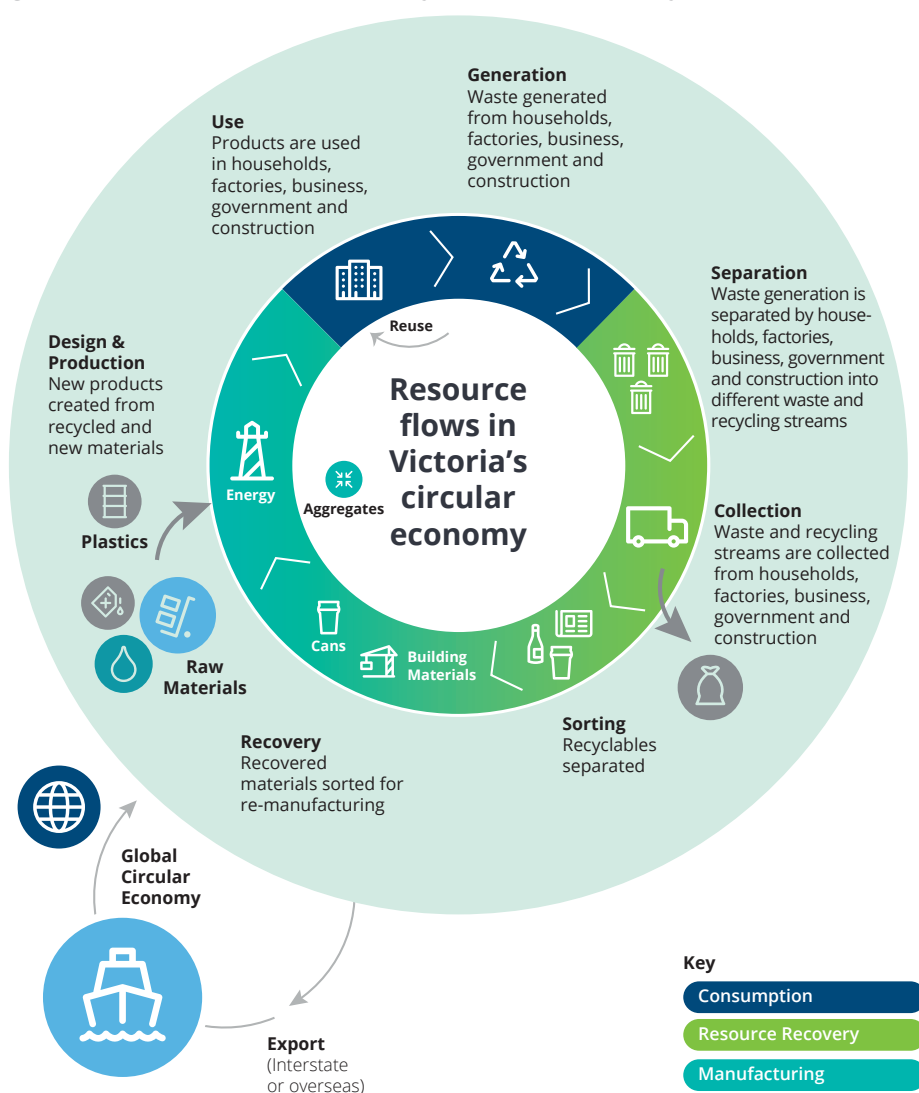 Generation
Waste generated
from households,
factories, business,
government and
construction
Use
Products are used
in households,
factories, business,
government and
construction
Separation
Waste generation is
separated by house-
holds, factories,
business, government
and construction into
different waste and
recycling streams
Reuse
Design &
Production
New products
created from
recycled and
new materials
Resource
flows in
Victoria’s
circular
economy
Energy
Aggregates
Plastics
Collection
Waste and recycling
streams are collected
from households,
factories, business,
government and
construction
Raw
Materials
Cans
Building
Materials
Sorting
Recyclables
separated
Recovery
Recovered
materials sorted for
re-manufacturing
Global
Circular
Economy
Export
(Interstate
or overseas)
Key
Consumption
Resource Recovery
Manufacturing